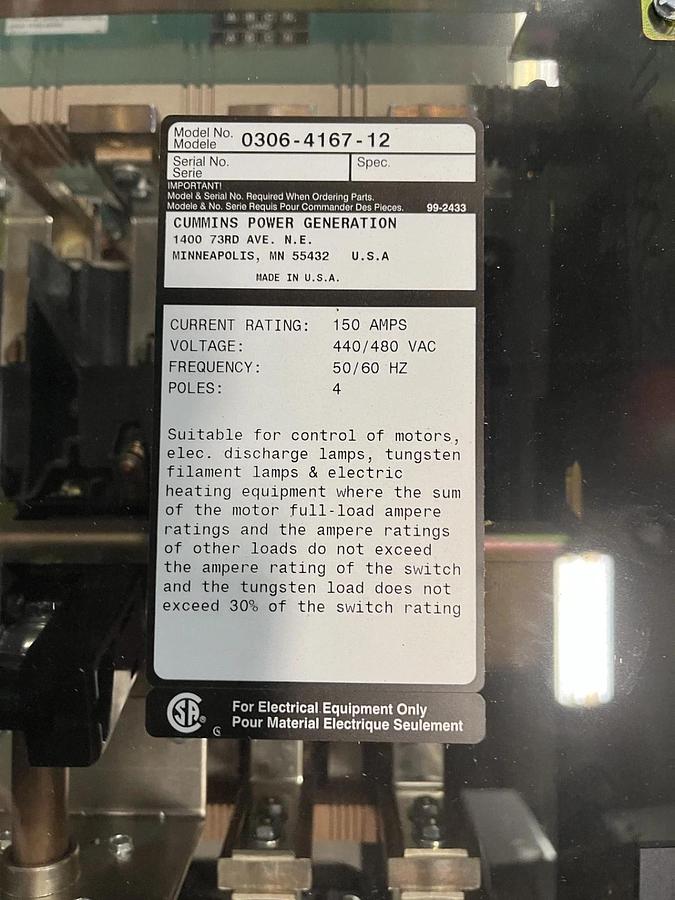 Model No.
Modele 0306-4167-12
Serial No.
Serie
Spec.
IMPORTANT!
Model & Serial No. Required When Ordering Parts.
Modele & No. Serie Requis Pour Commander Des Pieces. 99-2433
CUMMINS POWER GENERATION
1400 73RD AVE. N.E.
MINNEAPOLIS, MN 55432 U.S.A
MADE IN U.S.A.
CURRENT RATING: 150 AMPS
VOLTAGE: 440/480 VAC
FREQUENCY: 50/60 HZ
POLES: 4
Suitable for control of motors,
elec. discharge lamps, tungsten
filament lamps & electric
heating equipment where the sum
of the motor full-load ampere
ratings and the ampere ratings
of other loads do not exceed
the ampere rating of the switch
and the tungsten load does not
exceed 30% of the switch rating
SA ®
For Electrical Equipment Only
Pour Material Electrique Seulement